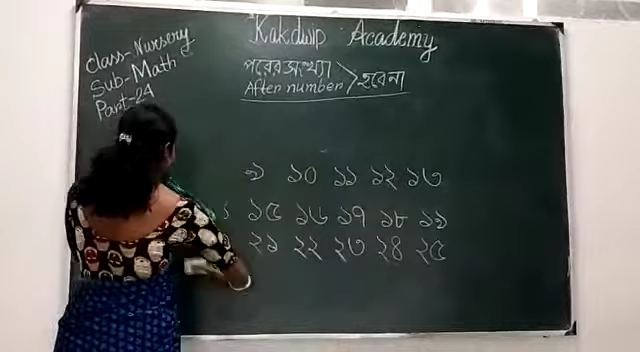 Kakdwip Academy
Class- Nursery
Sub- Math
Part-24
পরের সংখ্যা
After number
হবেনা
৯ ১০ ১১ ১২ ১৩
১৫ ১৬ ১৭ ১৮ ১৯
২১ ২২ ২৩ ২৪ ২৫